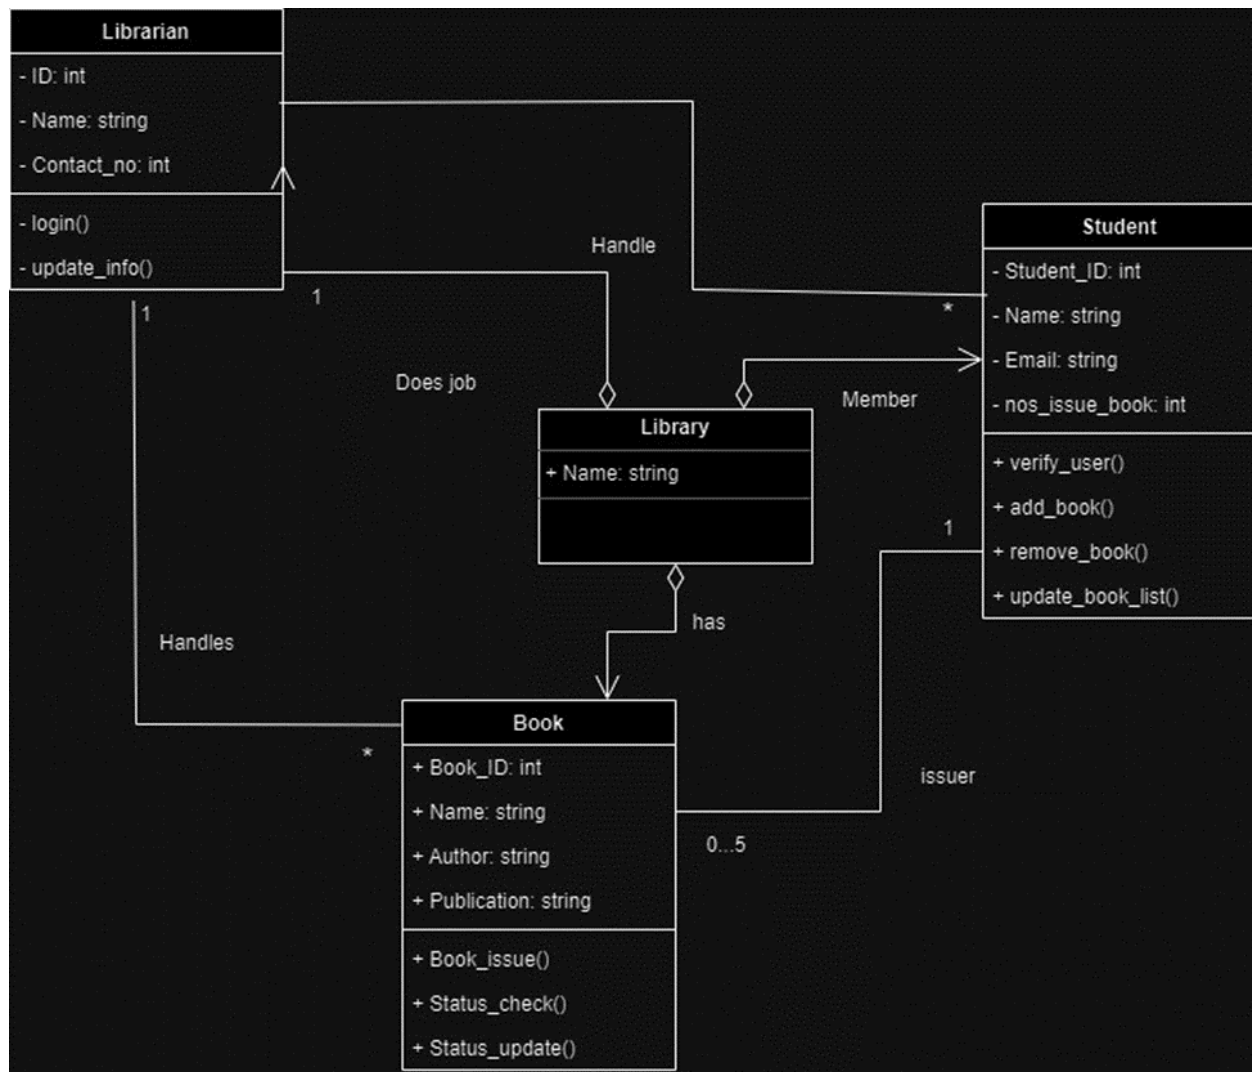 Librarian
- ID: int
- Name: string
- Contact_no: int
- login()
- update_info()
1
1
Handle
*
Student
- Student_ID: int
- Name: string
- Email: string
- nos_issue_book: int
+ verify_user()
+ add_book()
+ remove_book()
+ update_book_list()
Does job
Member
Library
+ Name: string
1
has
Handles
*
Book
+ Book_ID: int
+ Name: string
+ Author: string
+ Publication: string
+ Book_issue()
+ Status_check()
+ Status_update()
issuer
0...5